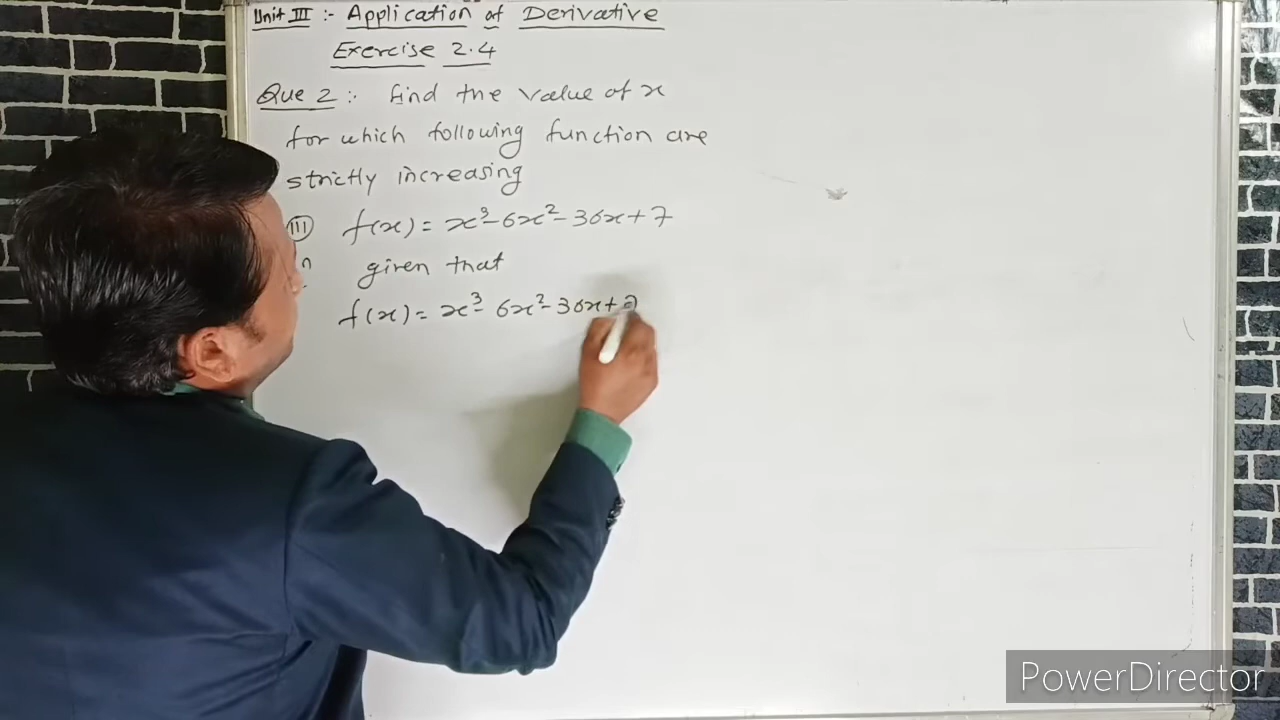 Unit III :- Application of Derivative
Exercise 2.4
Que 2 :- find the value of x
for which following function are
strictly increasing
(III) f(x) = x³-6x²-36x+7
n given that
f(x) = x³-6x²-36x+
PowerDirector